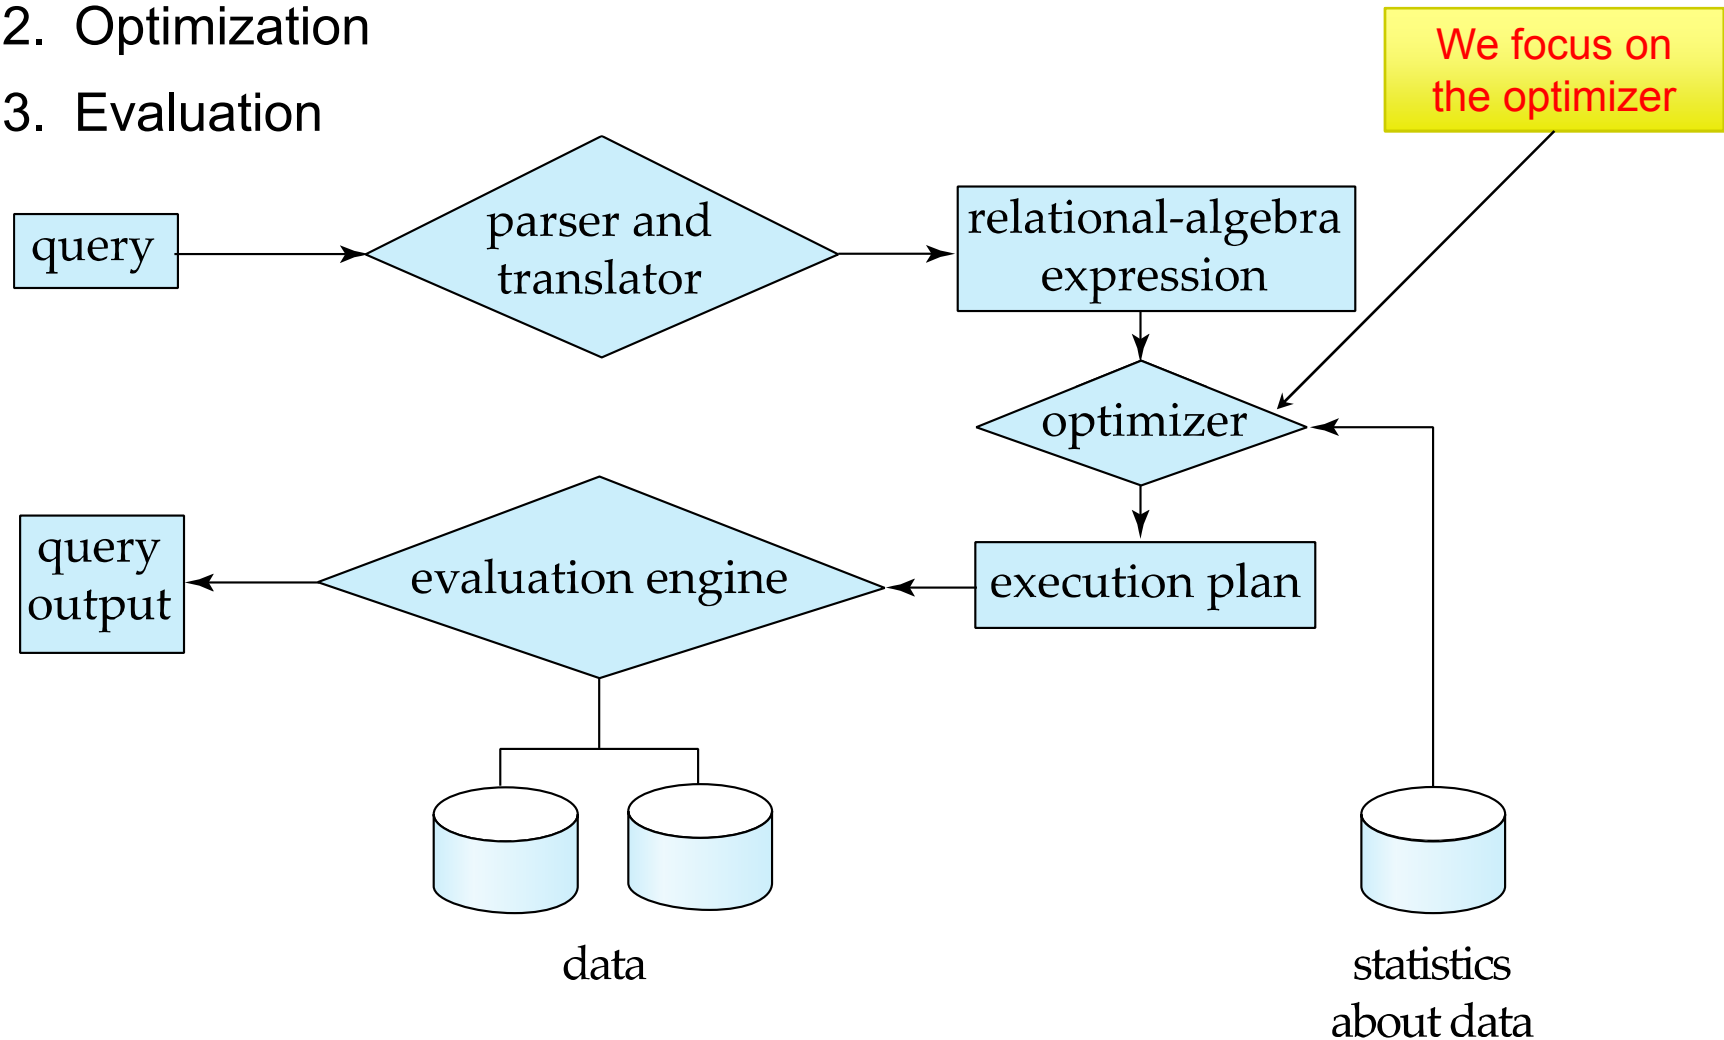 2. Optimization
3. Evaluation
We focus on
the optimizer
query
parser and
translator
relational-algebra
expression
optimizer
query
output
evaluation engine
execution plan
data
statistics
about data